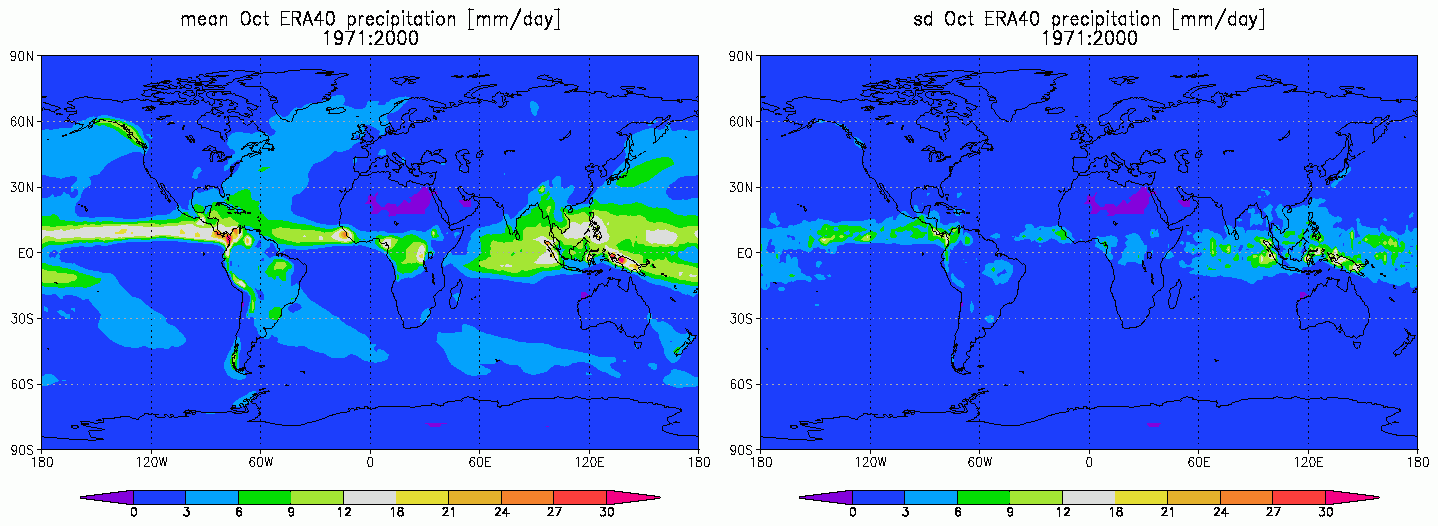 mean Oct ERA40 precipitation [mm/day]
1971:2000
90N
60N
30N
EQ
30S
60S
90S
180 120W 60W 0 60E 120E 180
0 3 6 9 12 18 21 24 27 30
sd Oct ERA40 precipitation [mm/day]
1971:2000
90N
60N
30N
EQ
30S
60S
90S
180 120W 60W 0 60E 120E 180
0 3 6 9 12 18 21 24 27 30